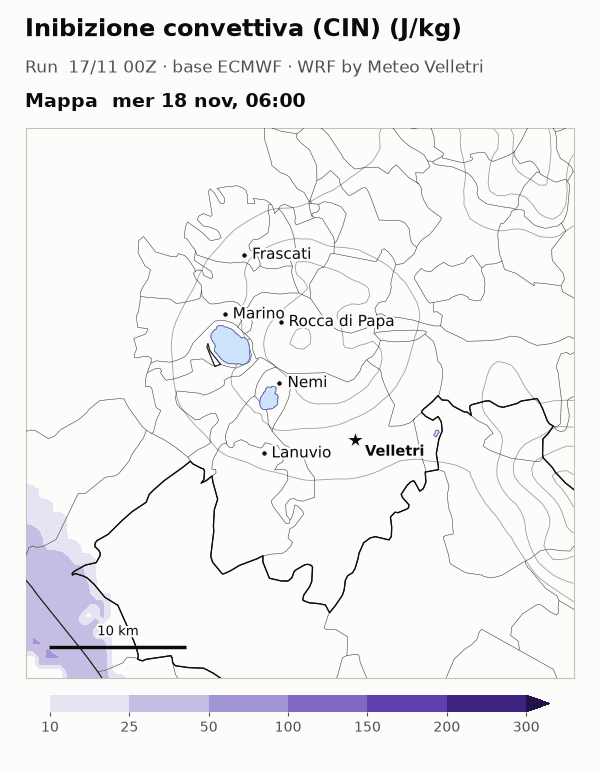 Inibizione convettiva (CIN) (J/kg)
Run  17/11 00Z · base ECMWF · WRF by Meteo Velletri
Mappa  mer 18 nov, 06:00
Frascati
Marino
Rocca di Papa
Nemi
Velletri
Lanuvio
10 km
10 25 50 100 150 200 300